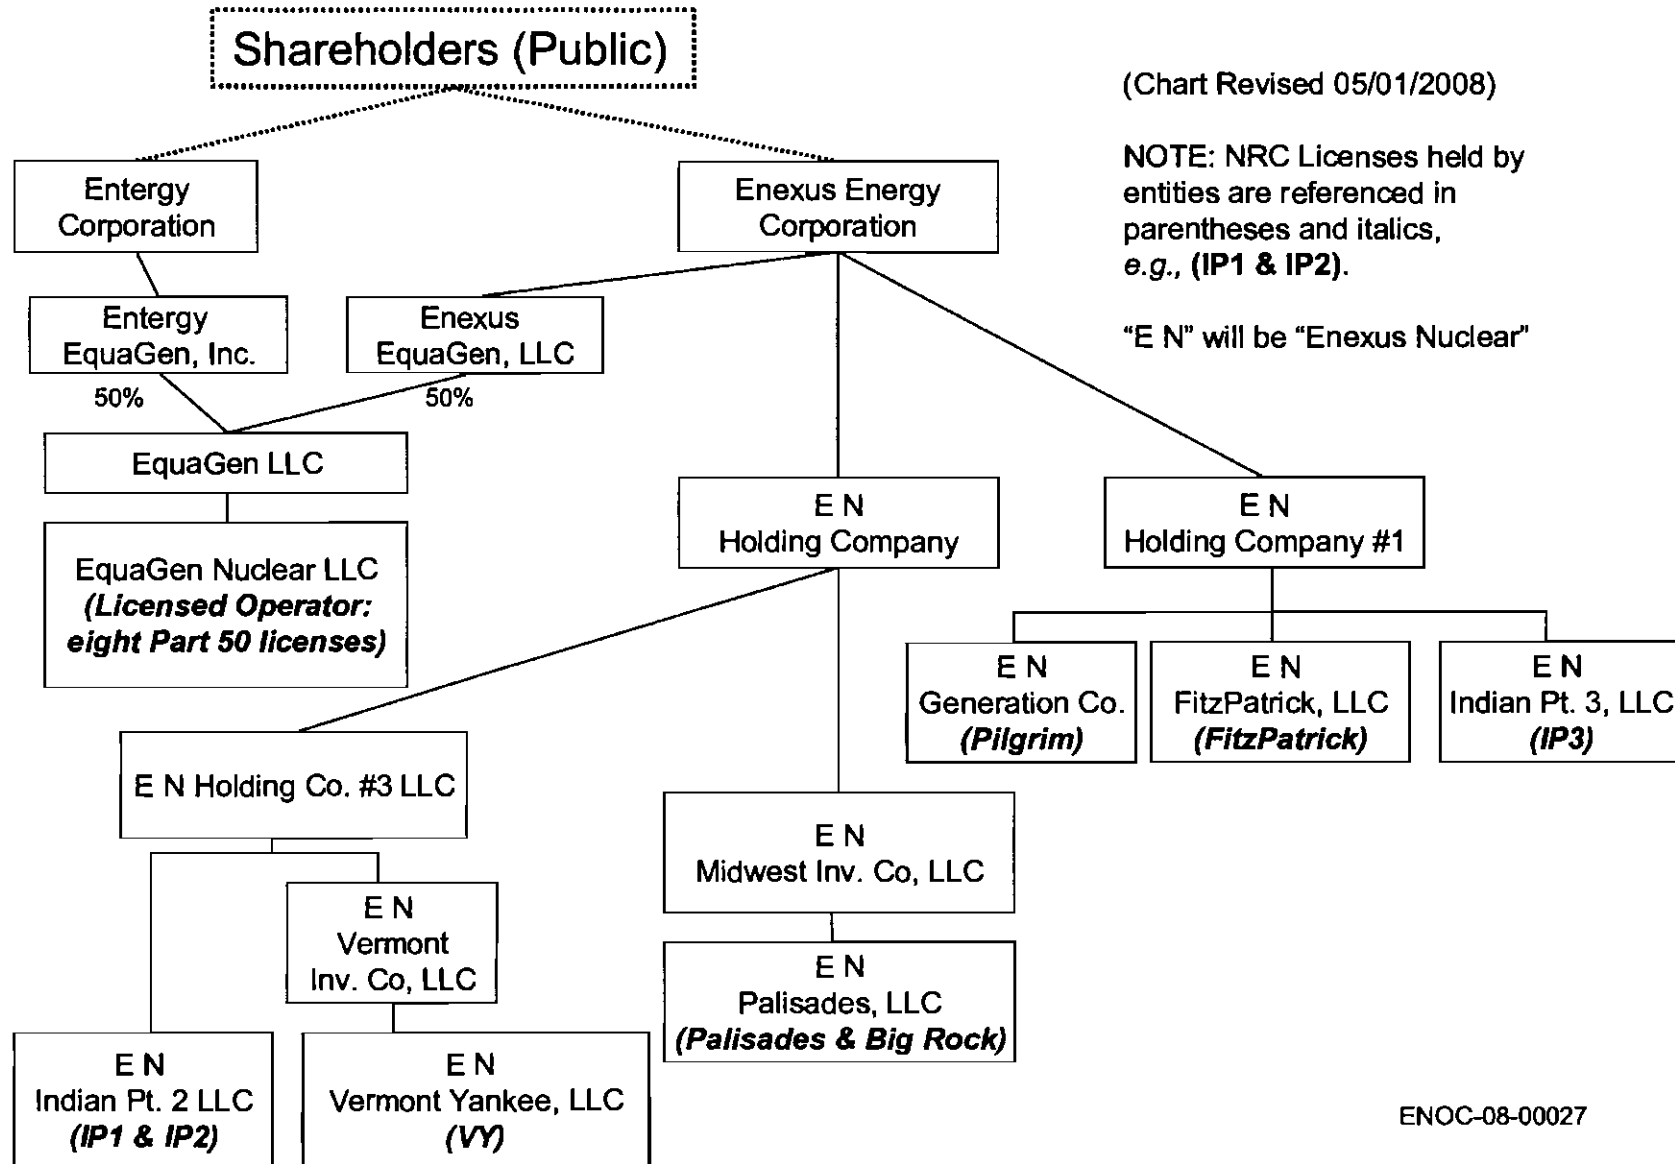 Shareholders (Public)
(Chart Revised 05/01/2008)
NOTE: NRC Licenses held by
entities are referenced in
parentheses and italics,
e.g., (IP1 & IP2).
"E N" will be "Enexus Nuclear"
Entergy
Corporation
Enexus Energy
Corporation
Entergy
EquaGen, Inc.
Enexus
EquaGen, LLC
50%
50%
EquaGen LLC
EquaGen Nuclear LLC
(Licensed Operator:
eight Part 50 licenses)
E N
Holding Company
E N
Holding Company #1
E N
Generation Co.
(Pilgrim)
E N
FitzPatrick, LLC
(FitzPatrick)
E N
Indian Pt. 3, LLC
(IP3)
E N Holding Co. #3 LLC
E N
Midwest Inv. Co, LLC
E N
Vermont
Inv. Co, LLC
E N
Palisades, LLC
(Palisades & Big Rock)
E N
Indian Pt. 2 LLC
(IP1 & IP2)
E N
Vermont Yankee, LLC
(VY)
ENOC-08-00027